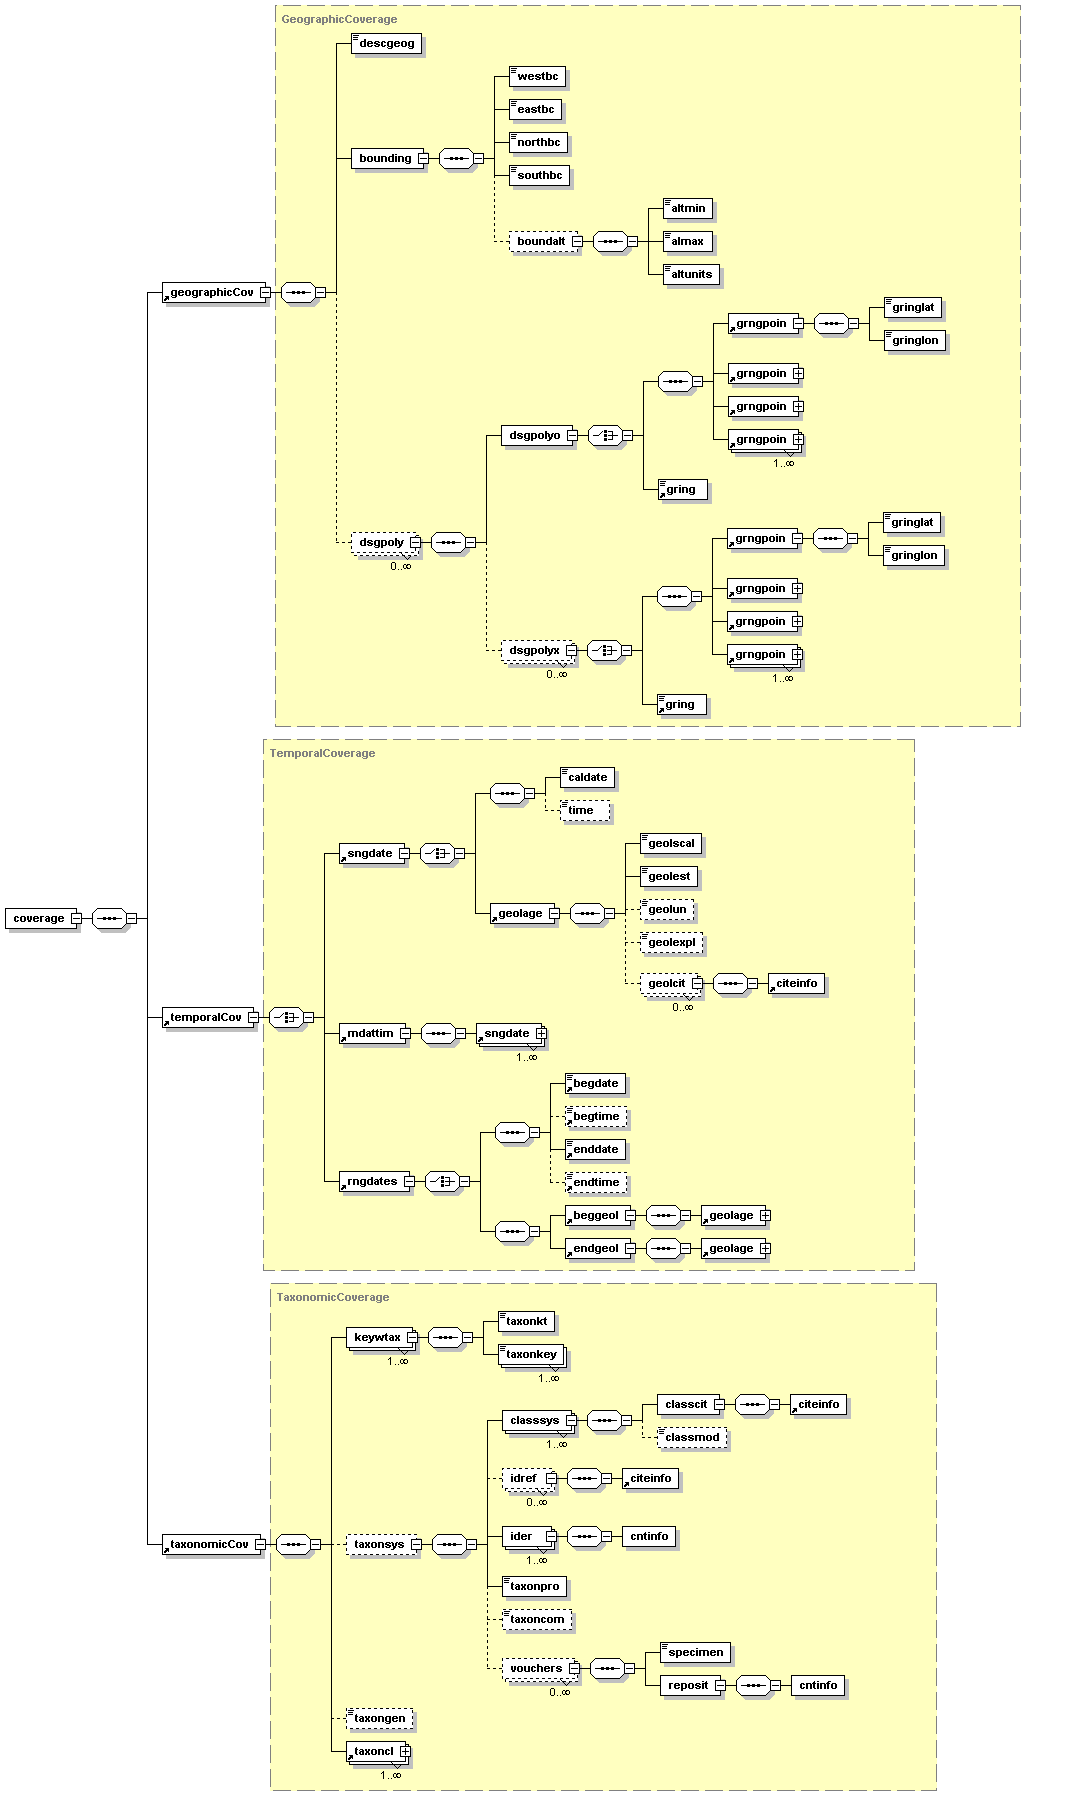 GeographicCoverage
descgeog
westbc
eastbc
northbc
bounding
southbc
altmin
boundalt
almax
altunits
geographicCov
gringlat
grngpoin
gringlon
grngpoin
grngpoin
dsgpolyo
grngpoin
1..∞
gring
gringlat
grngpoin
dsgpoly
gringlon
0..∞
grngpoin
grngpoin
dsgpolyx
grngpoin
0..∞
1..∞
gring
TemporalCoverage
caldate
time
geolscal
sngdate
geolest
geolage
geolun
geolexpl
coverage
geolcit
citeinfo
0..∞
temporalCov
mdattim
sngdate
1..∞
begdate
begtime
enddate
rngdates
endtime
beggeol
geolage
endgeol
geolage
TaxonomicCoverage
taxonkt
keywtax
taxonkey
1..∞
1..∞
classcit
citeinfo
classsys
classmod
1..∞
idref
citeinfo
0..∞
ider
cntinfo
taxonomicCov
taxonsys
1..∞
taxonpro
taxoncom
specimen
vouchers
reposit
cntinfo
0..∞
taxongen
taxoncl
1..∞